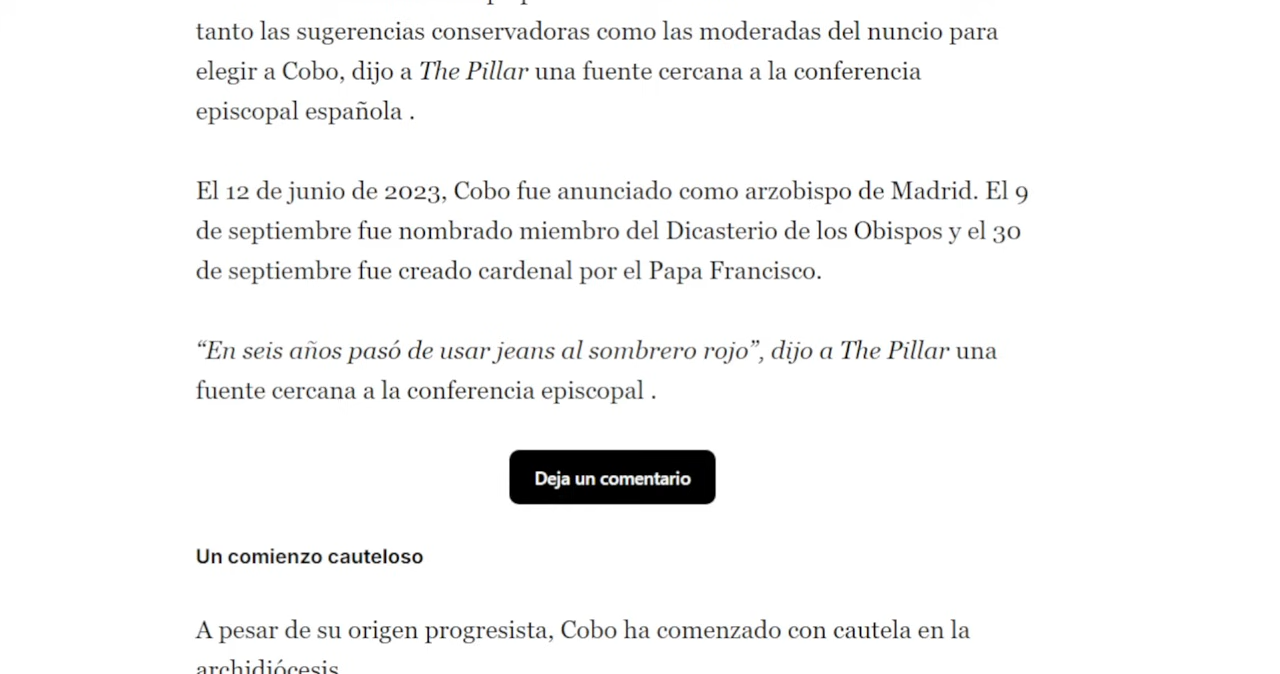 tanto las sugerencias conservadoras como las moderadas del nuncio para
elegir a Cobo, dijo a The Pillar una fuente cercana a la conferencia
episcopal española .
El 12 de junio de 2023, Cobo fue anunciado como arzobispo de Madrid. El 9
de septiembre fue nombrado miembro del Dicasterio de los Obispos y el 30
de septiembre fue creado cardenal por el Papa Francisco.
“En seis años pasó de usar jeans al sombrero rojo”, dijo a The Pillar una
fuente cercana a la conferencia episcopal .
Deja un comentario
Un comienzo cauteloso
A pesar de su origen progresista, Cobo ha comenzado con cautela en la
archidiócesis